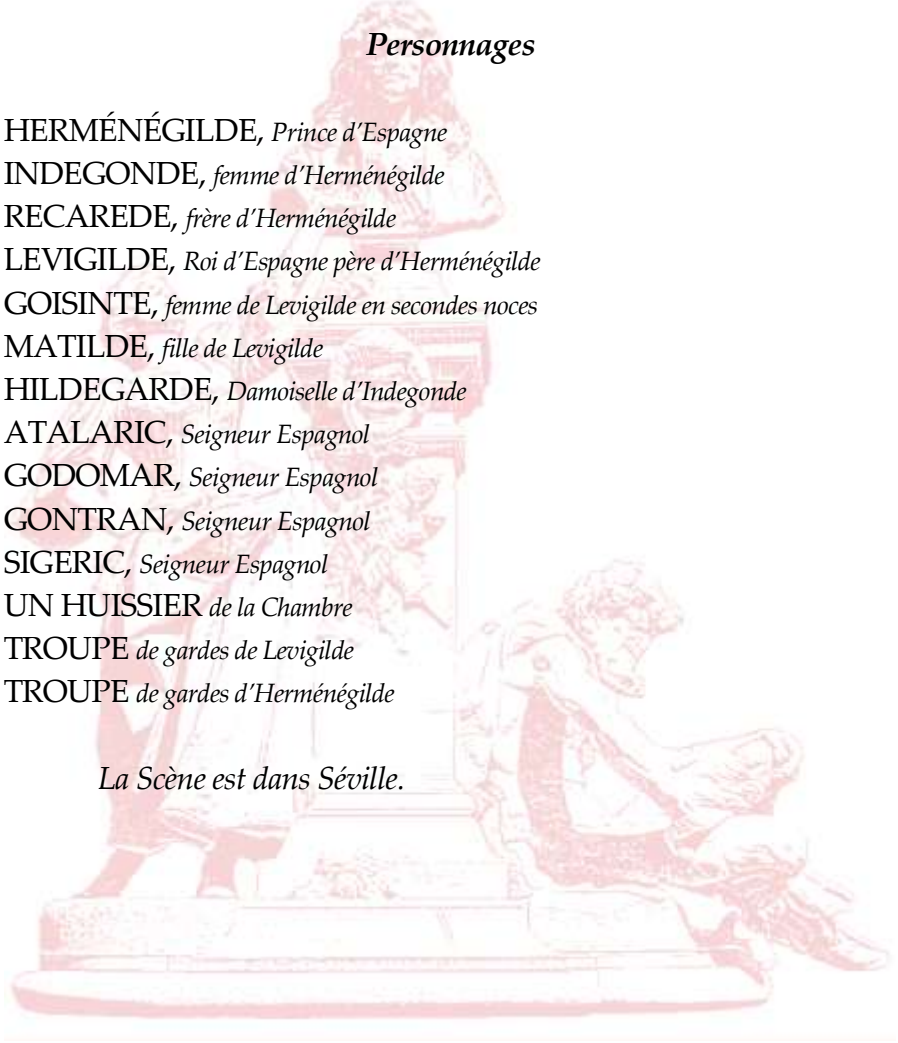 Personnages
HERMÉNÉGILDE, Prince d’Espagne
INDEGONDE, femme d’Herménégilde
RECAREDE, frère d’Herménégilde
LEVIGILDE, Roi d’Espagne père d’Herménégilde
GOISINTE, femme de Levigilde en secondes noces
MATILDE, fille de Levigilde
HILDEGARDE, Damoiselle d’Indegonde
ATALARIC, Seigneur Espagnol
GODOMAR, Seigneur Espagnol
GONTRAN, Seigneur Espagnol
SIGERIC, Seigneur Espagnol
UN HUISSIER de la Chambre
TROUPE de gardes de Levigilde
TROUPE de gardes d’Herménégilde
La Scène est dans Séville.